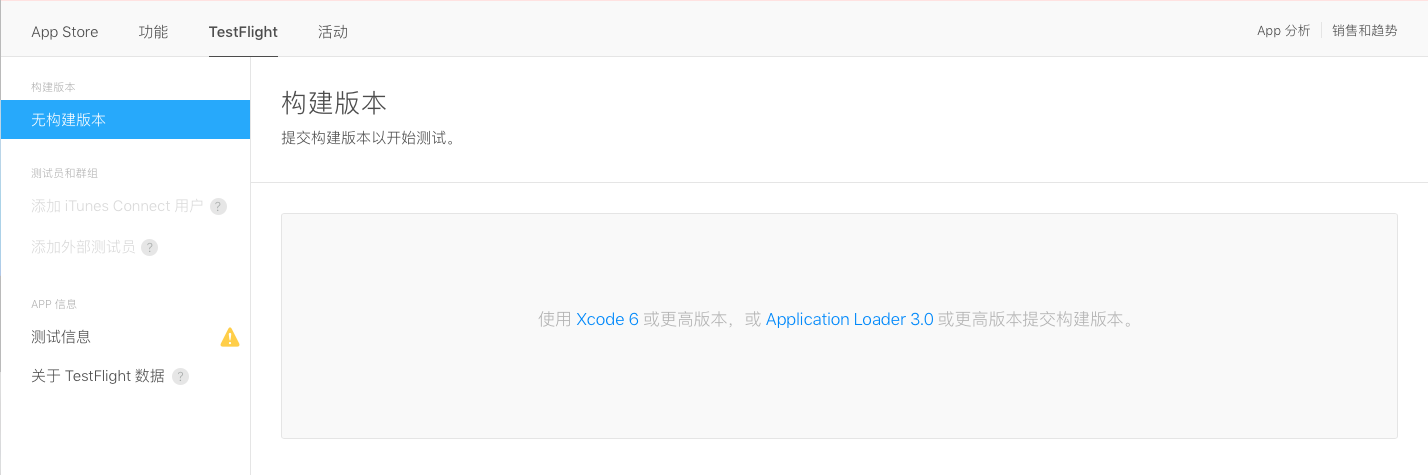 App Store 功能 TestFlight 活动 App 分析 销售和趋势
构建版本
无构建版本
测试员和群组
添加 iTunes Connect 用户 ?
添加外部测试员 ?
APP 信息
测试信息
关于 TestFlight 数据 ?
构建版本
提交构建版本以开始测试。
使用 Xcode 6 或更高版本，或 Application Loader 3.0 或更高版本提交构建版本。